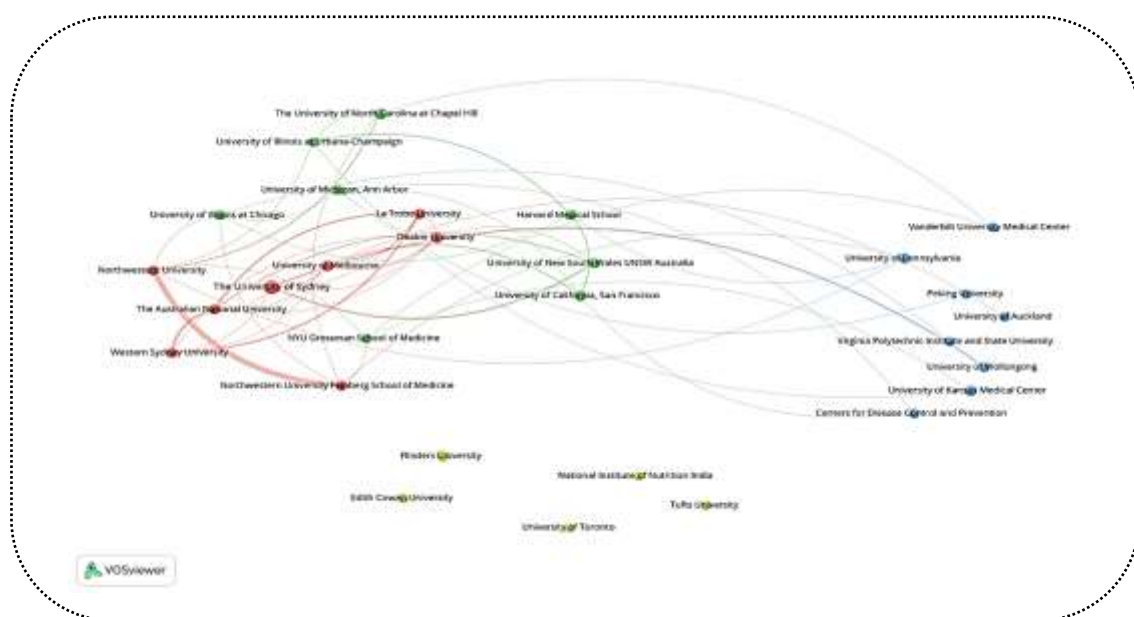 The University of North Carolina at Chapel Hill
University of Illinois at Urbana-Champaign
University of Michigan, Ann Arbor
University of Illinois at Chicago
La Trobe University
Harvard Medical School
Deakin University
Vanderbilt University Medical Center
University of Melbourne
University of New South Wales UNSW Australia
University of Pennsylvania
Northwestern University
The University of Sydney
University of California, San Francisco
Peking University
The Australian National University
University of Auckland
NYU Grossman School of Medicine
Virginia Polytechnic Institute and State University
Western Sydney University
University of Wollongong
Northwestern University Feinberg School of Medicine
University of Kansas Medical Center
Centers for Disease Control and Prevention
Flinders University
National Institute of Nutrition India
Edith Cowan University
Tufts University
University of Toronto
VOSviewer